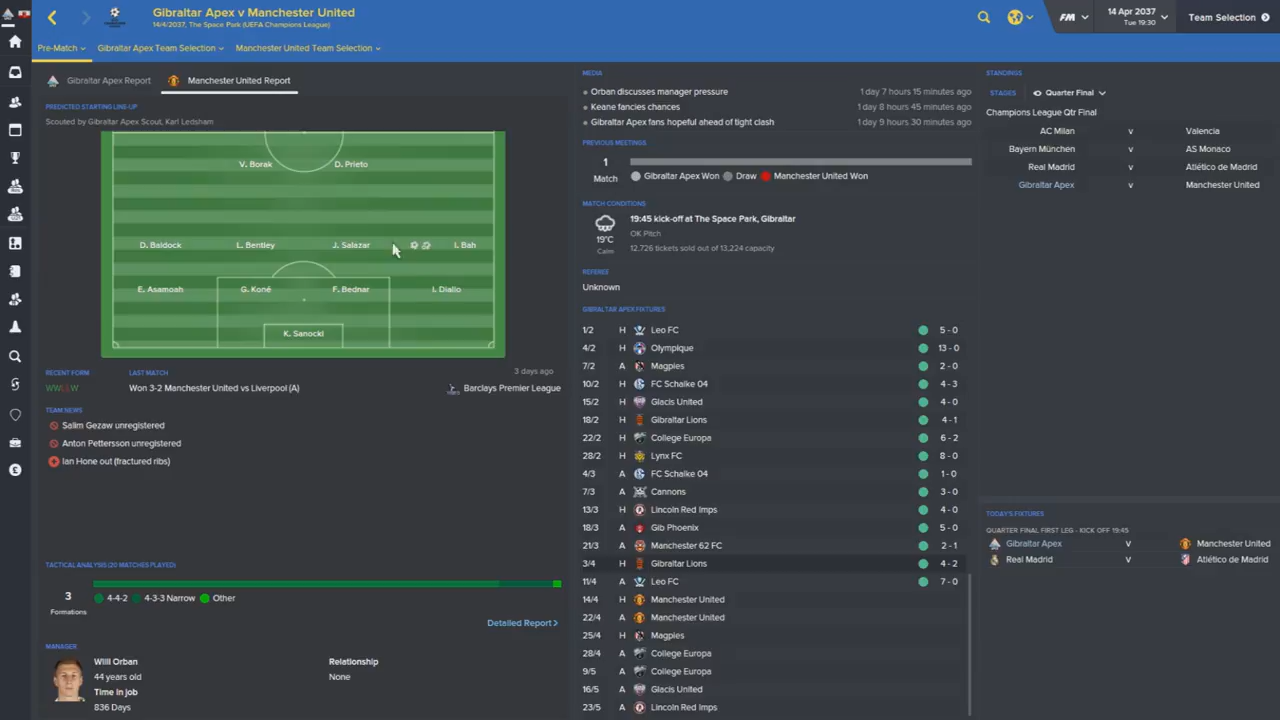 Gibraltar Apex v Manchester United
14/4/2037, The Space Park (UEFA Champions League)
FM
14 Apr 2037
Tue 19:30
Team Selection
Pre-Match
Gibraltar Apex Team Selection
Manchester United Team Selection
Gibraltar Apex Report
Manchester United Report
PREDICTED STARTING LINE-UP
Scouted by Gibraltar Apex Scout, Karl Ledsham
V. Borak D. Prieto
D. Baldock L. Bentley J. Salazar I. Bah
E. Asamoah G. Koné F. Bednar I. Diallo
K. Sanocki
RECENT FORM LAST MATCH 3 days ago
WWLLW Won 3-2 Manchester United vs Liverpool (A) Barclays Premier League
TEAM NEWS
Salim Gezaw unregistered
Anton Pettersson unregistered
Ian Hone out (fractured ribs)
TACTICAL ANALYSIS (20 MATCHES PLAYED)
3
Formations
4-4-2 4-3-3 Narrow Other
Detailed Report >
MANAGER
Willi Orban
44 years old
Time in job
836 Days
Relationship
None
MEDIA
Orban discusses manager pressure 1 day 7 hours 15 minutes ago
Keane fancies chances 1 day 8 hours 45 minutes ago
Gibraltar Apex fans hopeful ahead of tight clash 1 day 9 hours 30 minutes ago
PREVIOUS MEETINGS
1
Match
Gibraltar Apex Won Draw Manchester United Won
MATCH CONDITIONS
19°C
Calm
19:45 kick-off at The Space Park, Gibraltar
OK Pitch
12,726 tickets sold out of 13,224 capacity
REFEREE
Unknown
GIBRALTAR APEX FIXTURES
1/2 H Leo FC 5 - 0
4/2 H Olympique 13 - 0
7/2 A Magpies 2 - 0
10/2 H FC Schalke 04 4 - 3
15/2 H Glacis United 4 - 0
18/2 H Gibraltar Lions 4 - 1
22/2 H College Europa 6 - 2
28/2 H Lynx FC 8 - 0
4/3 A FC Schalke 04 1 - 0
7/3 A Cannons 3 - 0
13/3 H Lincoln Red Imps 4 - 0
18/3 A Gib Phoenix 5 - 0
21/3 A Manchester 62 FC 2 - 1
3/4 H Gibraltar Lions 4 - 2
11/4 A Leo FC 7 - 0
14/4 H Manchester United
22/4 A Manchester United
25/4 H Magpies
28/4 A College Europa
9/5 A College Europa
16/5 A Glacis United
23/5 A Lincoln Red Imps
STANDINGS
STAGES Quarter Final
Champions League Qtr Final
AC Milan v Valencia
Bayern München v AS Monaco
Real Madrid v Atlético de Madrid
Gibraltar Apex v Manchester United
TODAY'S FIXTURES
QUARTER FINAL FIRST LEG - KICK OFF 19:45
Gibraltar Apex v Manchester United
Real Madrid v Atlético de Madrid